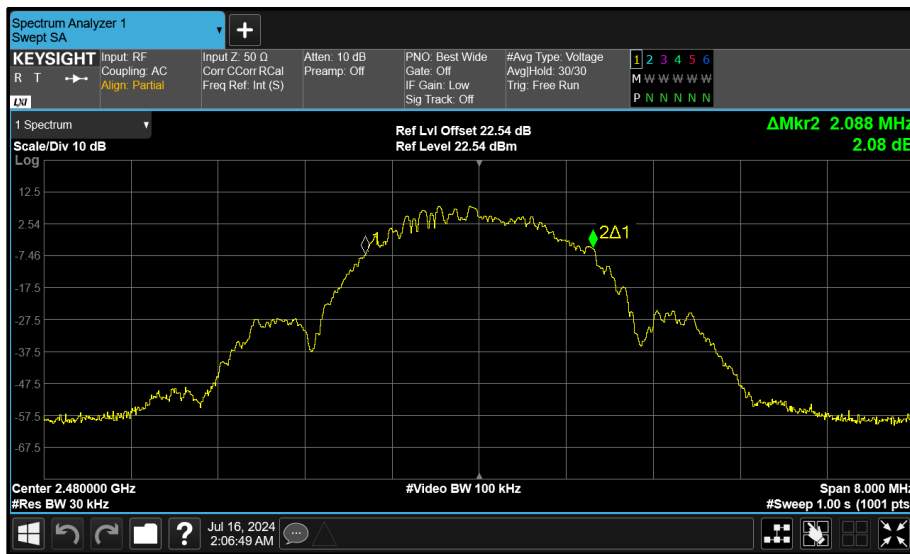 Spectrum Analyzer 1
Swept SA
KEYSIGHT
R T
LXI
Input: RF
Coupling: AC
Align: Partial
Input Z: 50 Ω
Corr CCorr RCal
Freq Ref: Int (S)
Atten: 10 dB
Preamp: Off
PNO: Best Wide
Gate: Off
IF Gain: Low
Sig Track: Off
#Avg Type: Voltage
Avg|Hold: 30/30
Trig: Free Run
1 2 3 4 5 6
M W W W W W
P N N N N N
1 Spectrum
Scale/Div 10 dB
Ref Lvl Offset 22.54 dB
Ref Level 22.54 dBm
ΔMkr2 2.088 MHz
2.08 dB
Log
12.5
2.54
-7.46
-17.5
-27.5
-37.5
-47.5
-57.5
-67.5
2Δ1
Center 2.480000 GHz
#Res BW 30 kHz
#Video BW 100 kHz
Span 8.000 MHz
#Sweep 1.00 s (1001 pts
Jul 16, 2024
2:06:49 AM